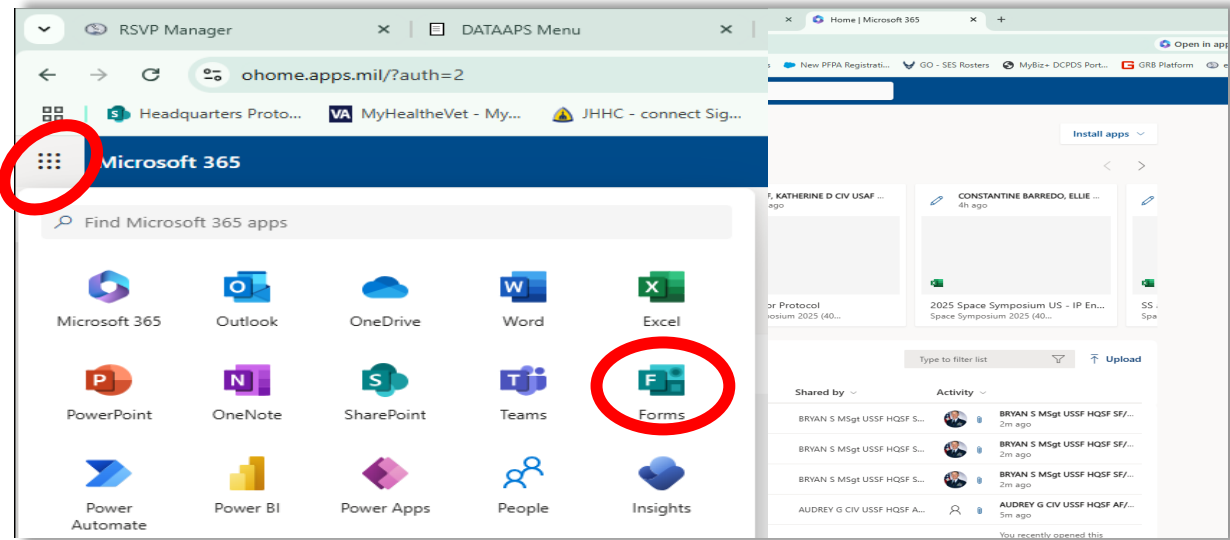 RSVP Manager
DATAAPS Menu
ohome.apps.mil/?auth=2
Headquarters Proto...
VA MyHealtheVet - My...
JHHC - connect Sig...
Microsoft 365
Find Microsoft 365 apps
Microsoft 365
Outlook
OneDrive
Word
Excel
PowerPoint
OneNote
SharePoint
Teams
Forms
Power
Automate
Power BI
Power Apps
People
Insights
Home | Microsoft 365
Open in app
New PFPA Registrati...
GO - SES Rosters
MyBiz+ DCPDS Port...
GRB Platform
Install apps
, KATHERINE D CIV USAF ...
ago
CONSTANTINE BARREDO, ELLIE ...
4h ago
or Protocol
osium 2025 (40...
2025 Space Symposium US - IP En...
Space Symposium 2025 (40...
SS
Spa
Type to filter list
Upload
Shared by
Activity
BRYAN S MSgt USSF HQSF S...
BRYAN S MSgt USSF HQSF SF/...
2m ago
BRYAN S MSgt USSF HQSF S...
BRYAN S MSgt USSF HQSF SF/...
2m ago
BRYAN S MSgt USSF HQSF S...
BRYAN S MSgt USSF HQSF SF/...
2m ago
AUDREY G CIV USSF HQSF A...
AUDREY G CIV USSF HQSF AF/...
5m ago
You recently opened this